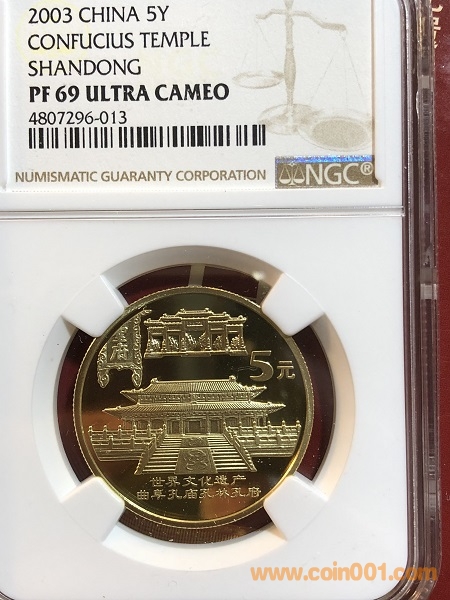 2003 CHINA 5Y
CONFUCIUS TEMPLE
SHANDONG
PF 69 ULTRA CAMEO
4807296-013
NUMISMATIC GUARANTY CORPORATION
NGC®
5元
世界文化遗产
曲阜孔庙孔林孔府
www.coin001.com